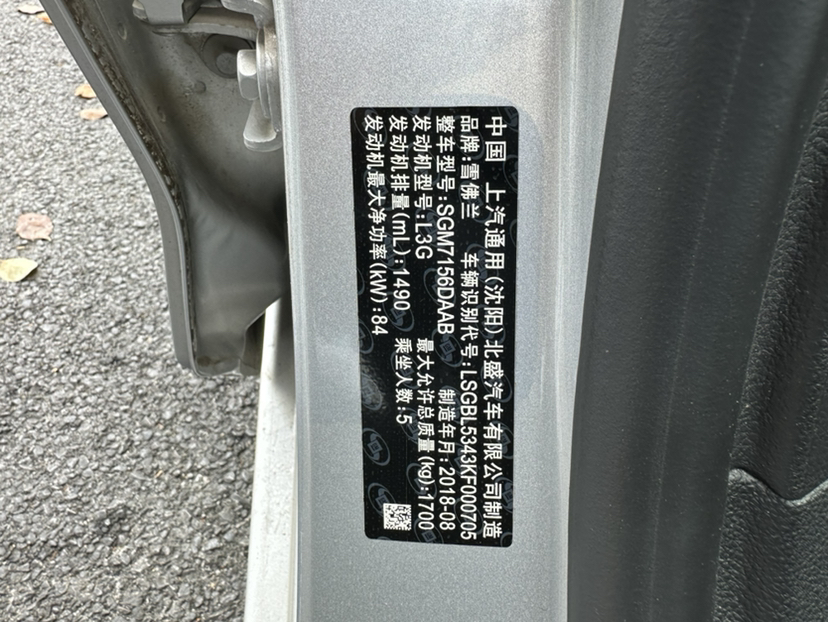 中国 上汽通用(沈阳)北盛汽车有限公司制造
品牌:雪佛兰 车辆识别代号:LSGBL5343KF000705
整车型号:SGM7156DAAB 制造年月:2018-08
发动机型号:L3G 最大允许总质量(kg):1700
发动机排量(mL):1490 乘坐人数:5
发动机最大净功率(kW):84